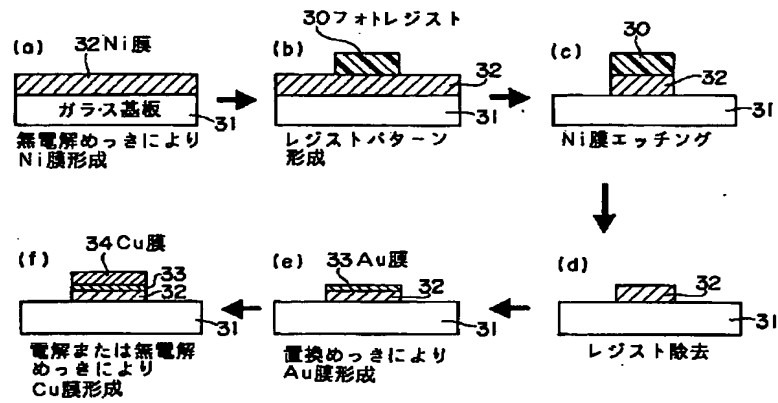 (a)
32Ni膜
ガラス基板
31
無電解めっきにより
Ni膜形成
(b)
30フォトレジスト
32
31
レジストパターン
形成
(c)
30
32
31
Ni膜エッチング
(d)
32
31
レジスト除去
(e)
33Au膜
32
31
置換めっきにより
Au膜形成
(f)
34Cu膜
33
32
31
電解または無電解
めっきにより
Cu膜形成